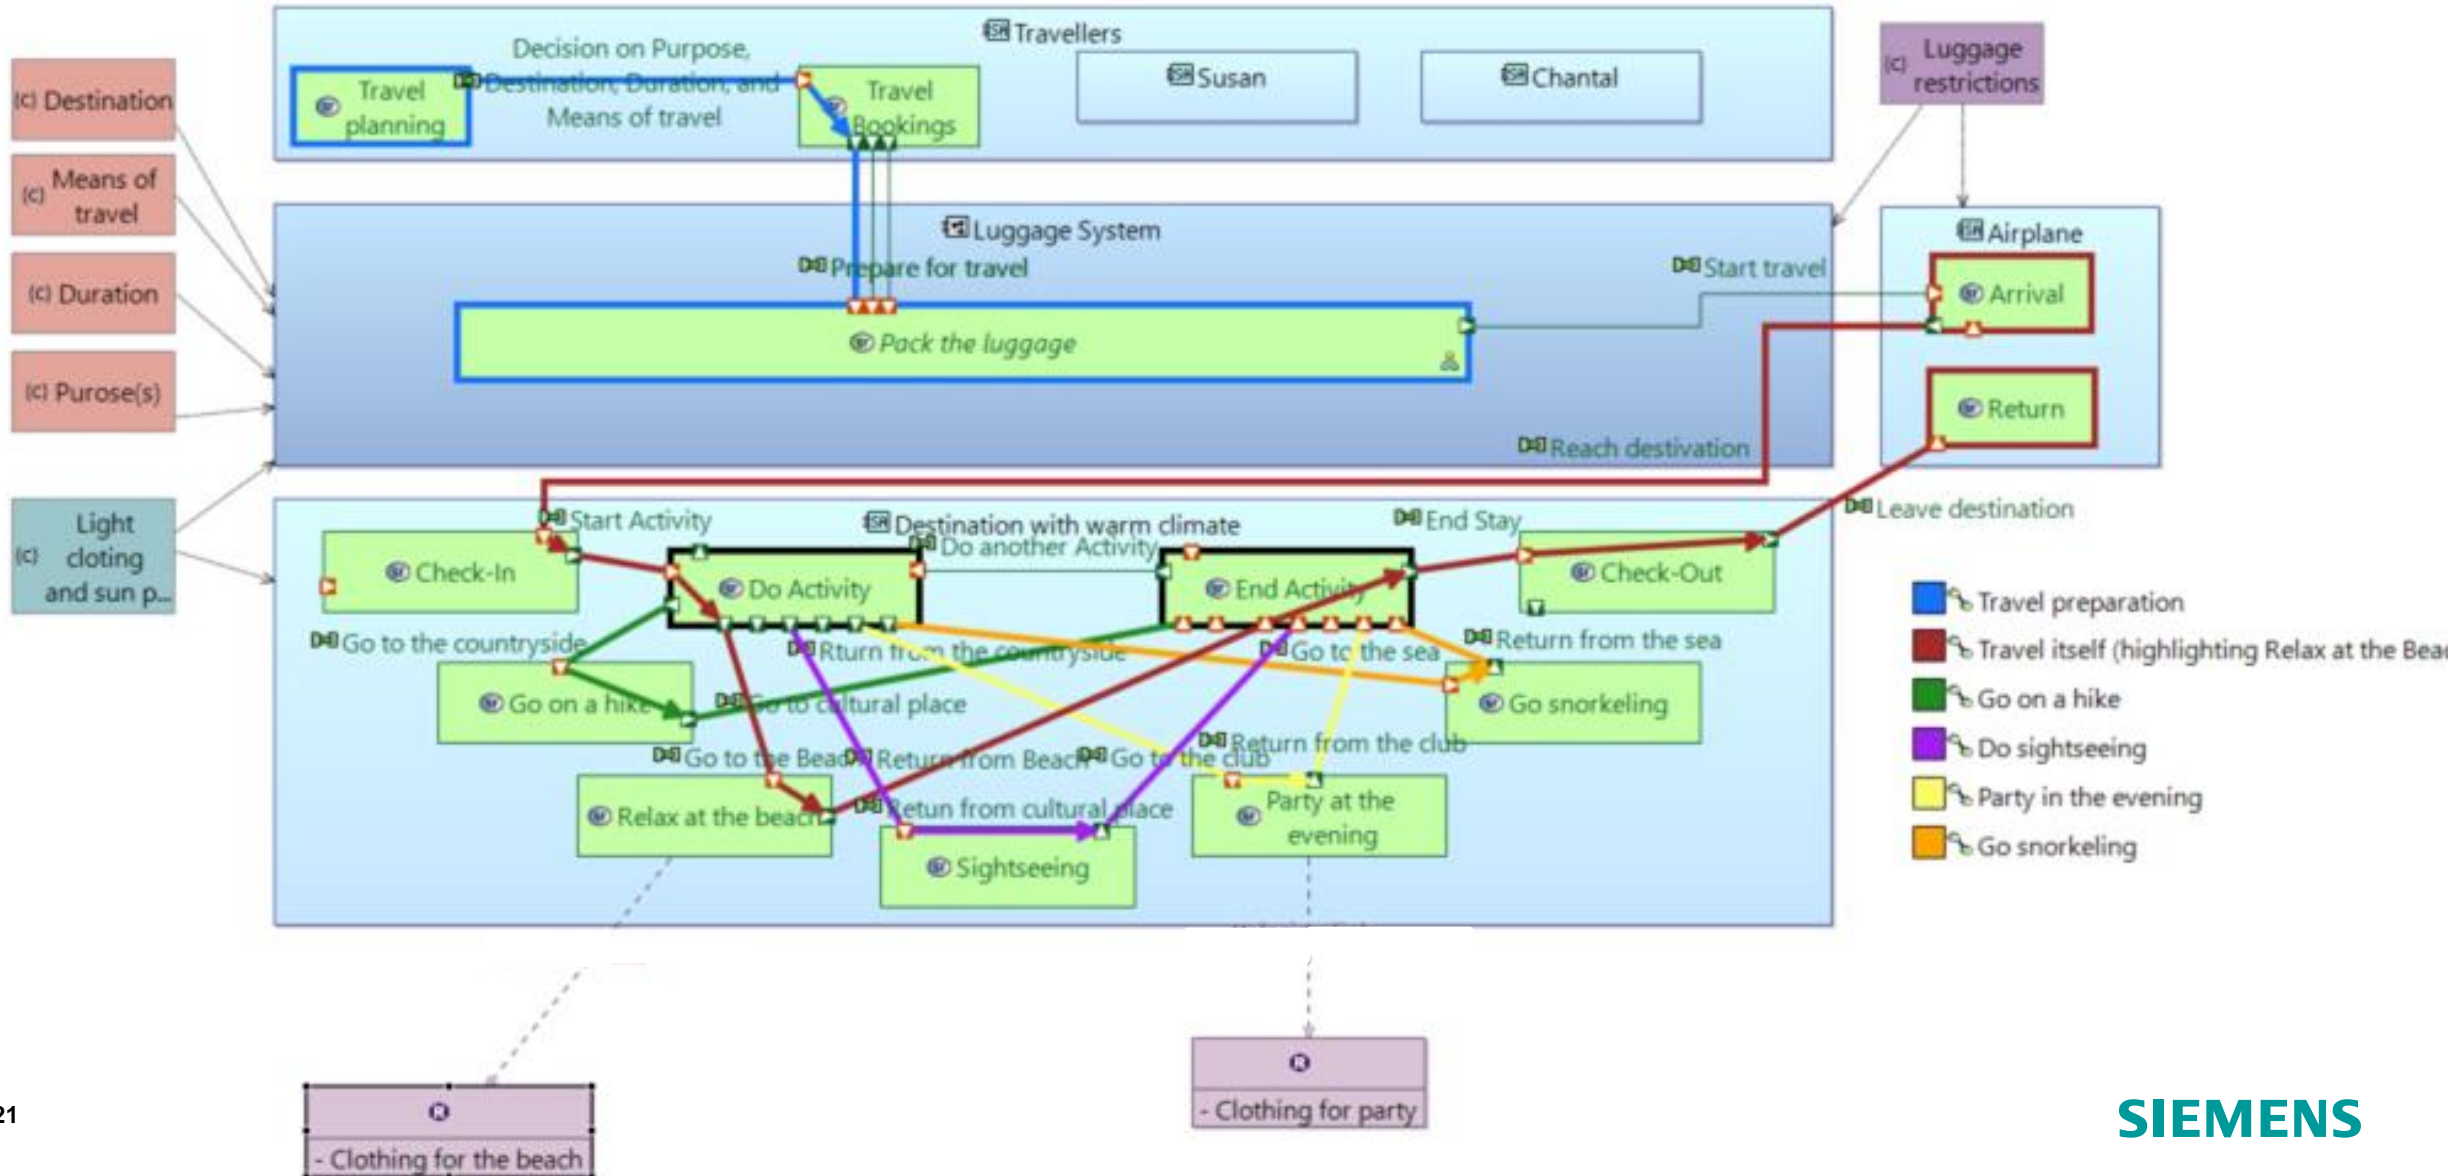 Travellers
Decision on Purpose,
Destination, Duration, and
Means of travel
Travel
planning
Travel
Bookings
Susan
Chantal
(c) Luggage
restrictions
(c) Destination
(c) Means of
travel
(c) Duration
(c) Purose(s)
(c) Light
cloting
and sun p...
Luggage System
Prepare for travel
Start travel
Pack the luggage
Reach destivation
Airplane
Arrival
Return
Leave destination
Start Activity
Destination with warm climate
End Stay
Do another Activity
Check-In
Do Activity
End Activity
Check-Out
Go to the countryside
Rturn from the countryside
Go to the sea
Return from the sea
Go on a hike
Go to cultural place
Go snorkeling
Go to the Beach
Return from Beach
Go to the club
Return from the club
Relax at the beach
Retun from cultural place
Party at the
evening
Sightseeing
Travel preparation
Travel itself (highlighting Relax at the Bea
Go on a hike
Do sightseeing
Party in the evening
Go snorkeling
R
- Clothing for the beach
R
- Clothing for party
21
SIEMENS